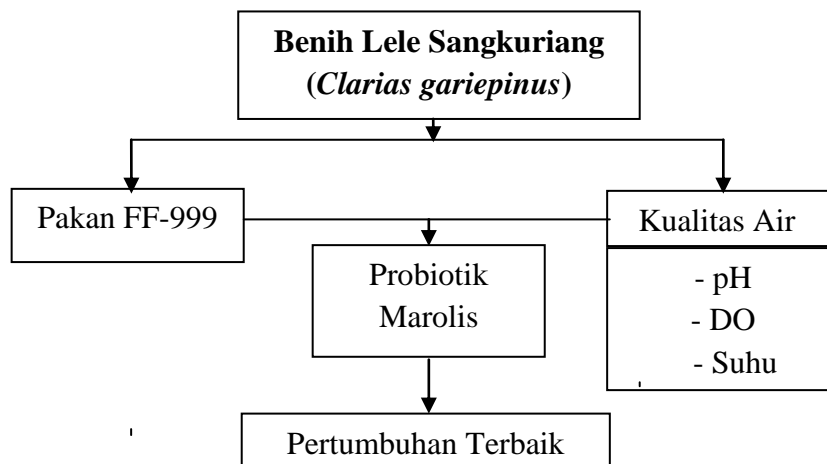 Benih Lele Sangkuriang
(Clarias gariepinus)
Pakan FF-999
Kualitas Air
- pH
- DO
- Suhu
Probiotik
Marolis
Pertumbuhan Terbaik